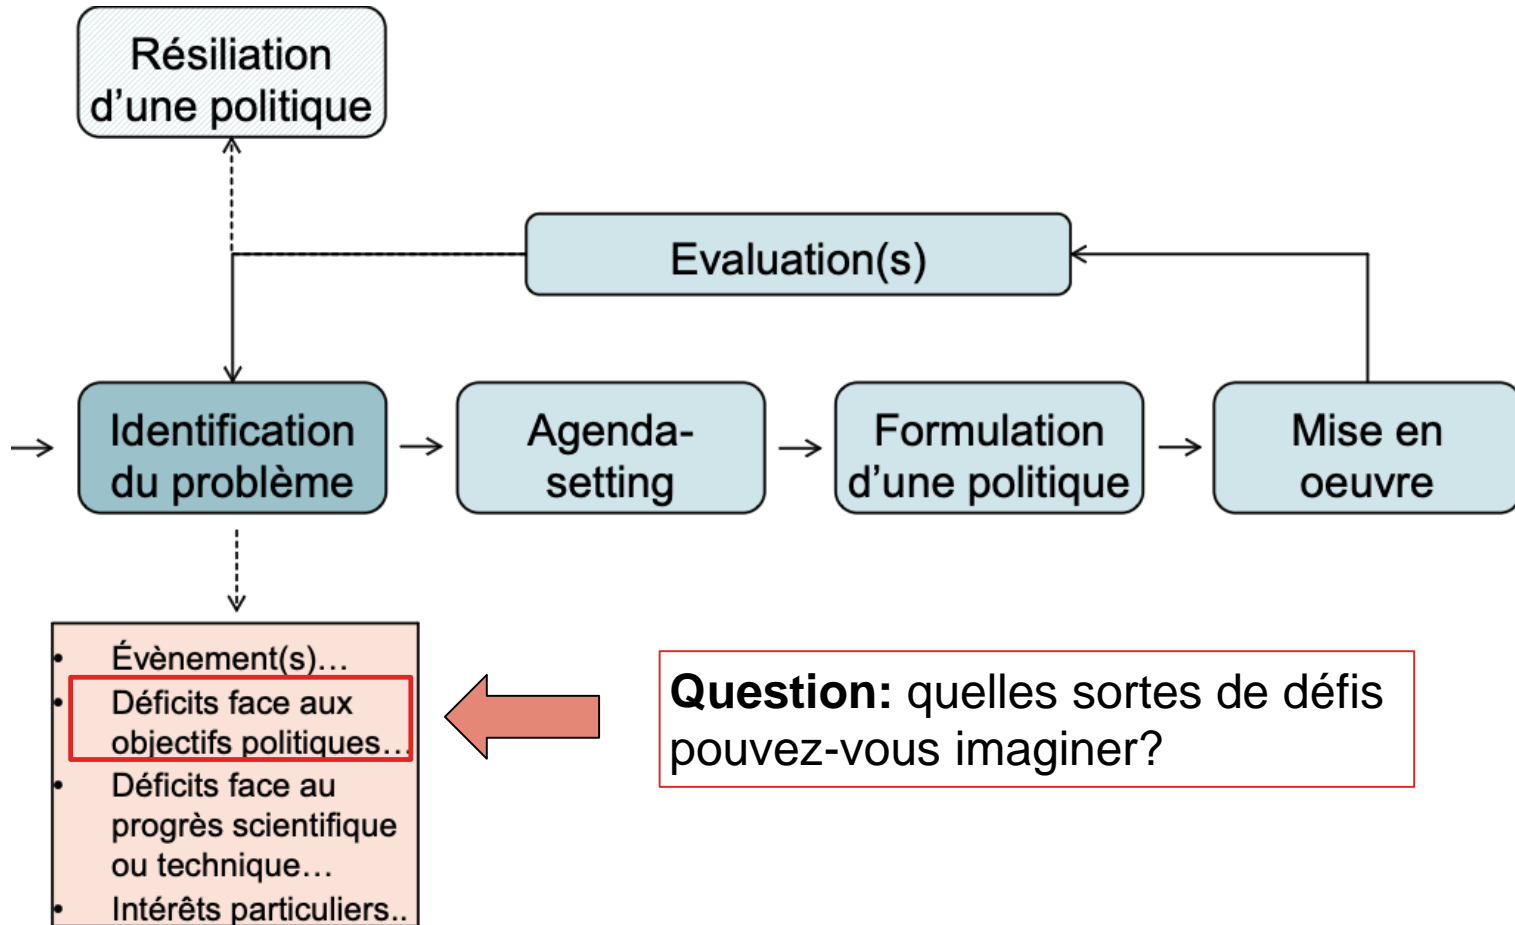 Résiliation
d'une politique
Evaluation(s)
Identification
du problème
Agenda-
setting
Formulation
d'une politique
Mise en
oeuvre
• Évènement(s)…
• Déficits face aux
objectifs politiques…
• Déficits face au
progrès scientifique
ou technique…
• Intérêts particuliers..
Question: quelles sortes de défis
pouvez-vous imaginer?